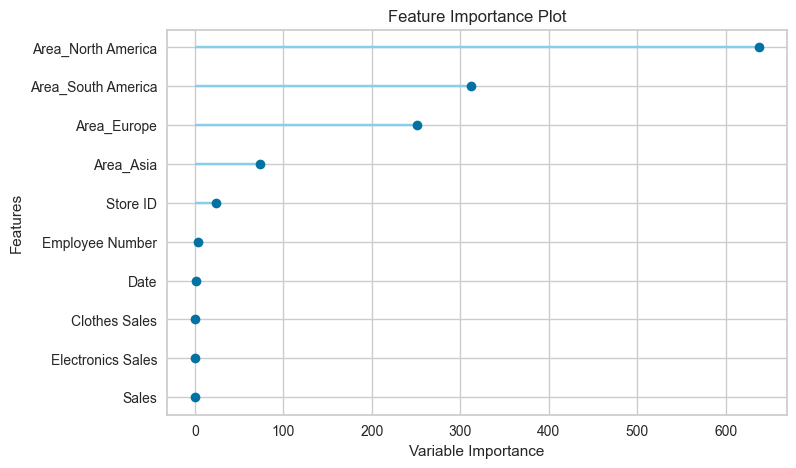 Feature Importance Plot
Features
Area_North America
Area_South America
Area_Europe
Area_Asia
Store ID
Employee Number
Date
Clothes Sales
Electronics Sales
Sales
0 100 200 300 400 500 600
Variable Importance